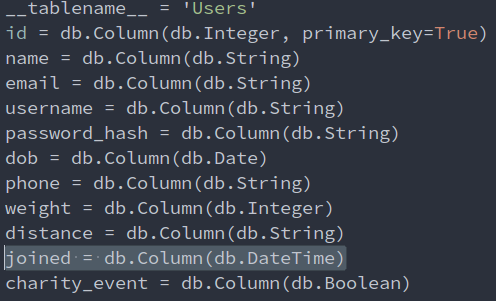 __tablename__ = 'Users'
id = db.Column(db.Integer, primary_key=True)
name = db.Column(db.String)
email = db.Column(db.String)
username = db.Column(db.String)
password_hash = db.Column(db.String)
dob = db.Column(db.Date)
phone = db.Column(db.String)
weight = db.Column(db.Integer)
distance = db.Column(db.String)
joined = db.Column(db.DateTime)
charity_event = db.Column(db.Boolean)